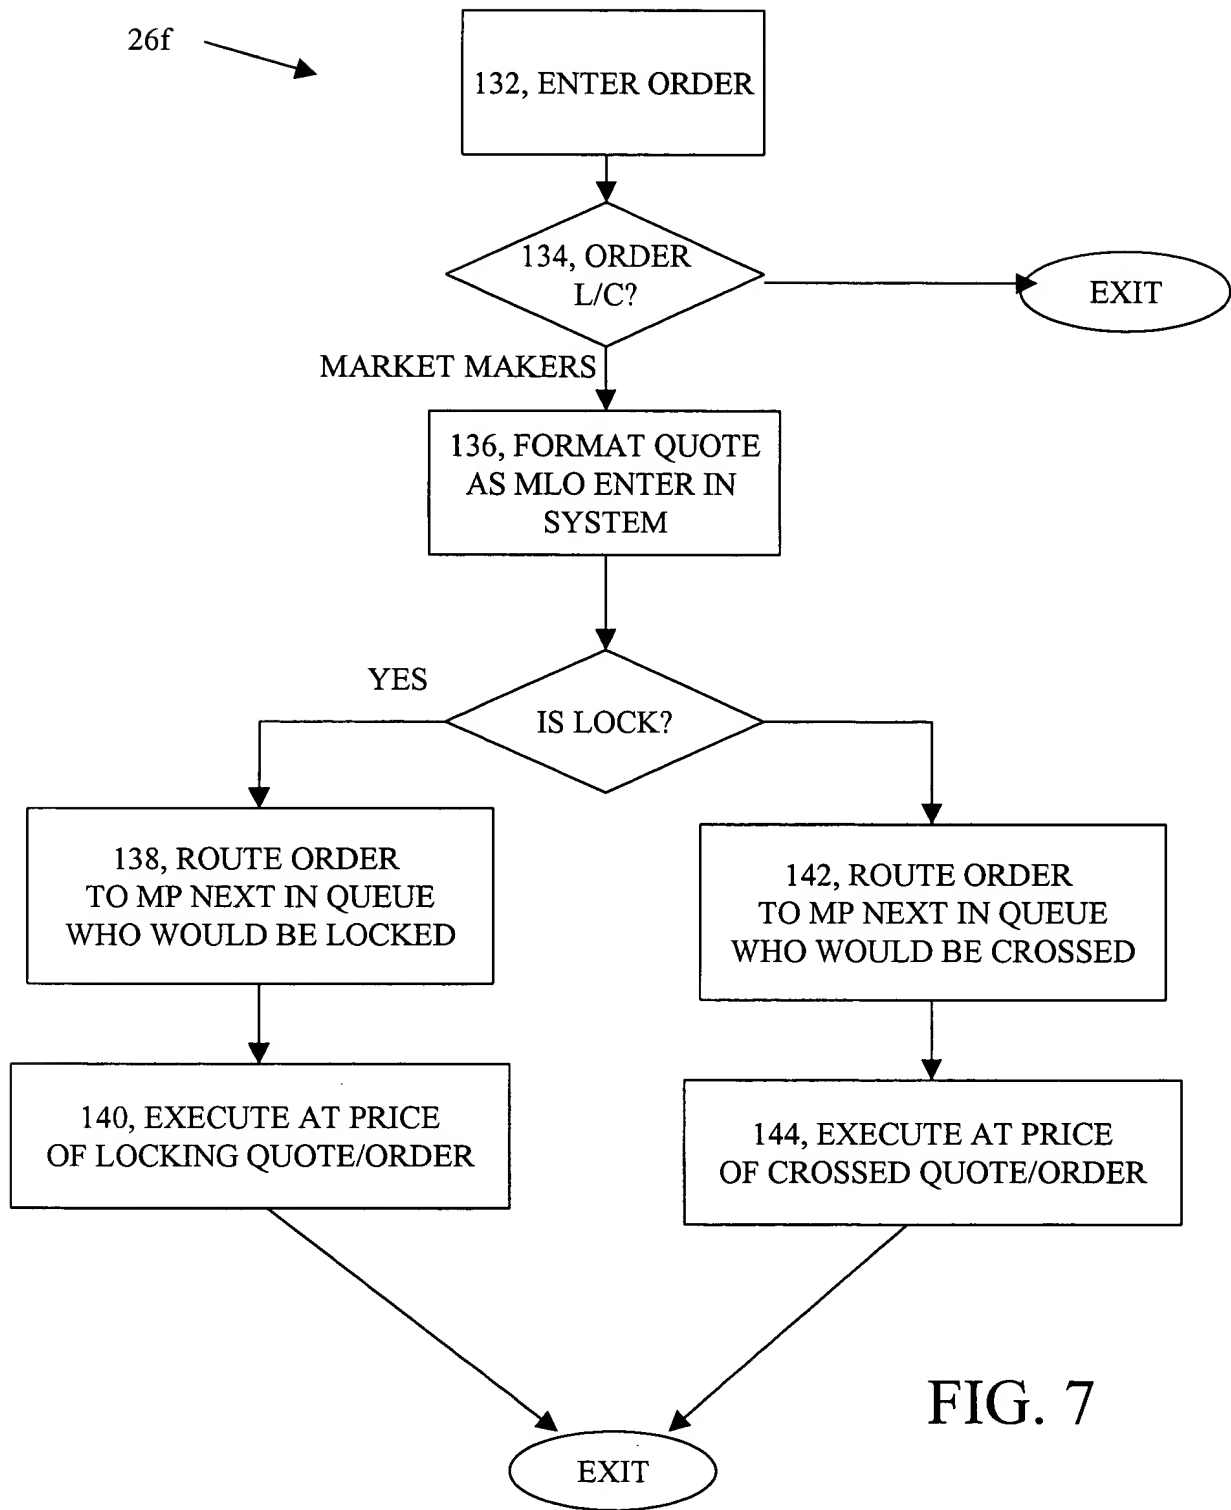 26f
132, ENTER ORDER
134, ORDER
L/C?
EXIT
MARKET MAKERS
136, FORMAT QUOTE
AS MLO ENTER IN
SYSTEM
YES
IS LOCK?
138, ROUTE ORDER
TO MP NEXT IN QUEUE
WHO WOULD BE LOCKED
142, ROUTE ORDER
TO MP NEXT IN QUEUE
WHO WOULD BE CROSSED
140, EXECUTE AT PRICE
OF LOCKING QUOTE/ORDER
144, EXECUTE AT PRICE
OF CROSSED QUOTE/ORDER
FIG. 7
EXIT